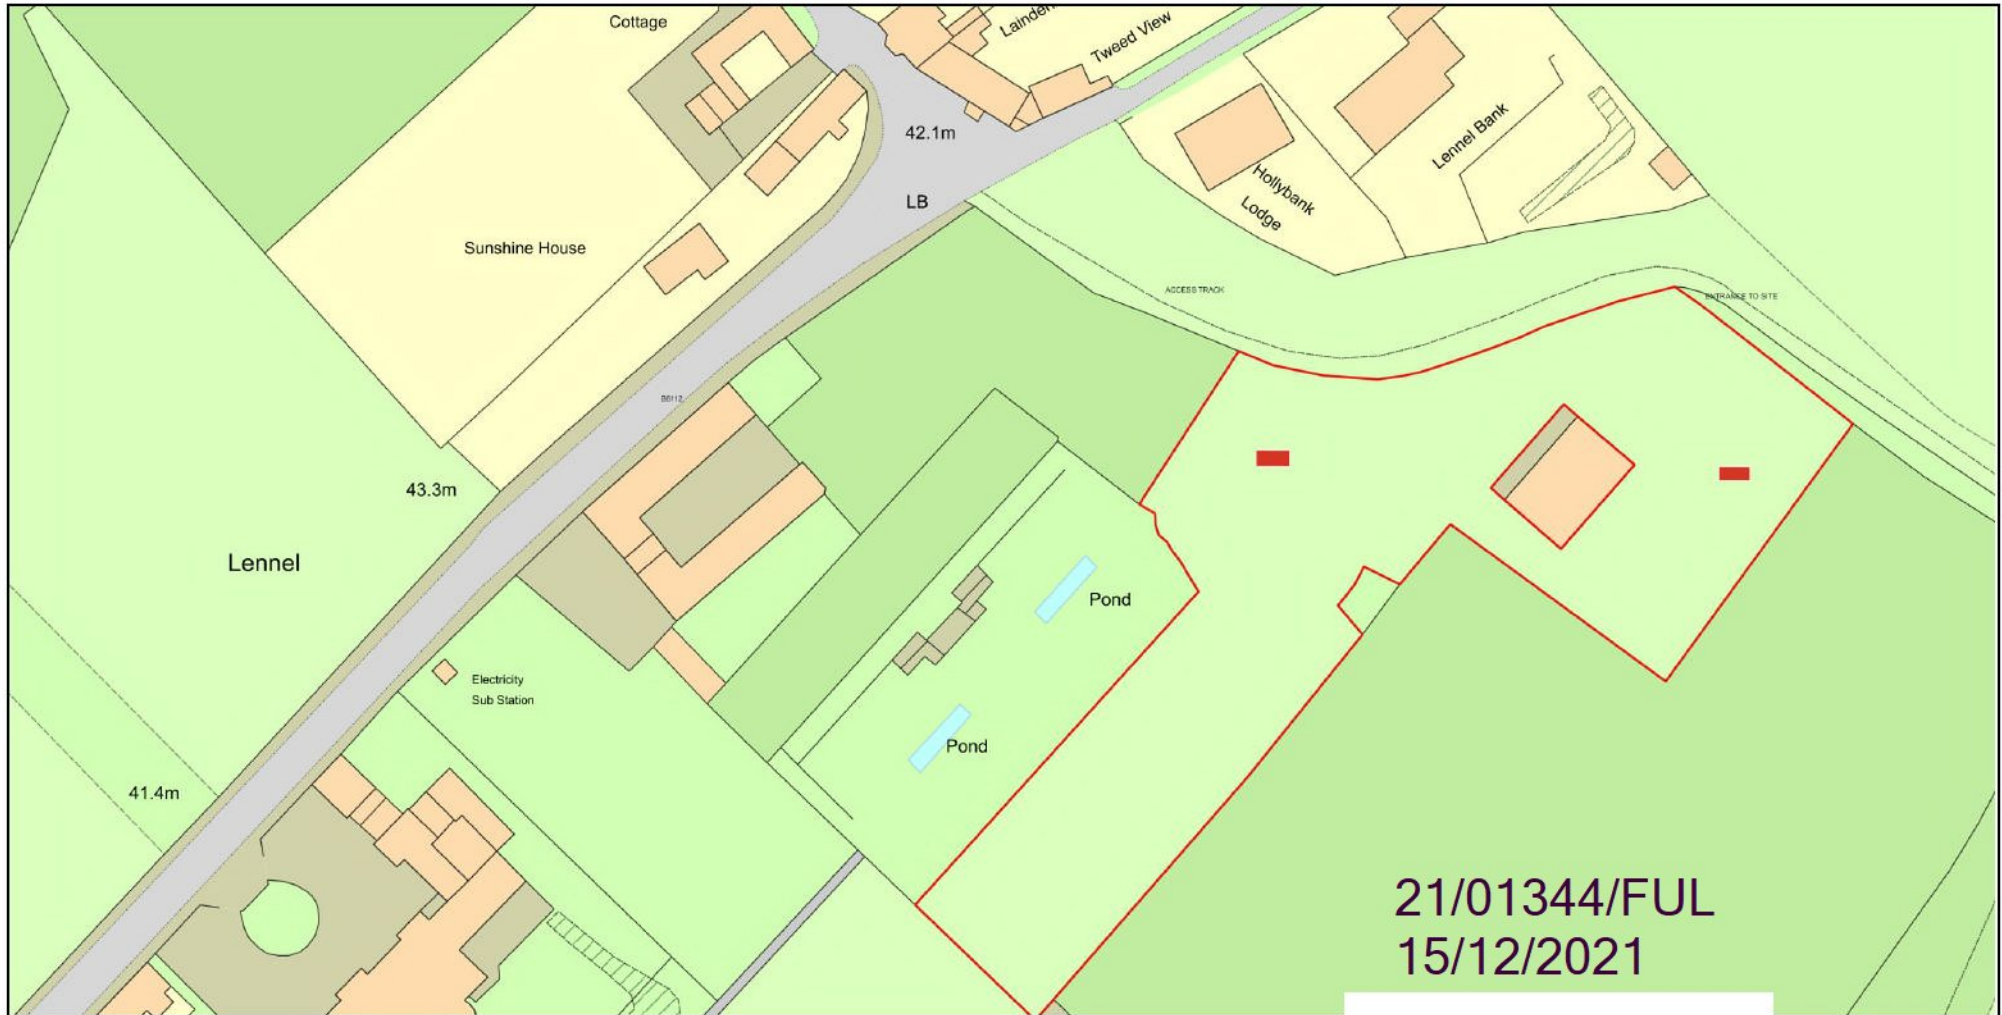 Cottage
Tweed View
42.1m
LB
Sunshine House
Hollybank
Lodge
Lennel Bank
ACCESS TRACK
ENTRANCE TO SITE
B6112
43.3m
Lennel
Pond
Electricity
Sub Station
Pond
41.4m
21/01344/FUL
15/12/2021